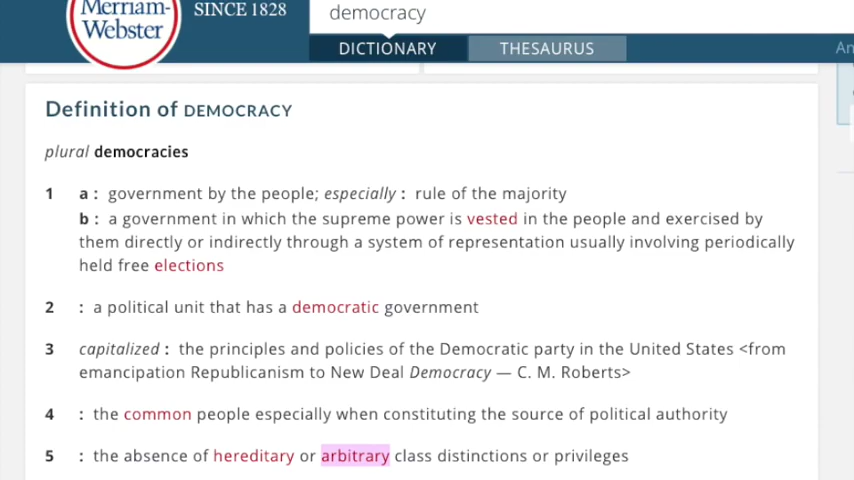 Merriam-
Webster
SINCE 1828
democracy
DICTIONARY THESAURUS
Definition of DEMOCRACY
plural democracies
1 a : government by the people; especially : rule of the majority
b : a government in which the supreme power is vested in the people and exercised by
them directly or indirectly through a system of representation usually involving periodically
held free elections
2 : a political unit that has a democratic government
3 capitalized : the principles and policies of the Democratic party in the United States <from
emancipation Republicanism to New Deal Democracy — C. M. Roberts>
4 : the common people especially when constituting the source of political authority
5 : the absence of hereditary or arbitrary class distinctions or privileges